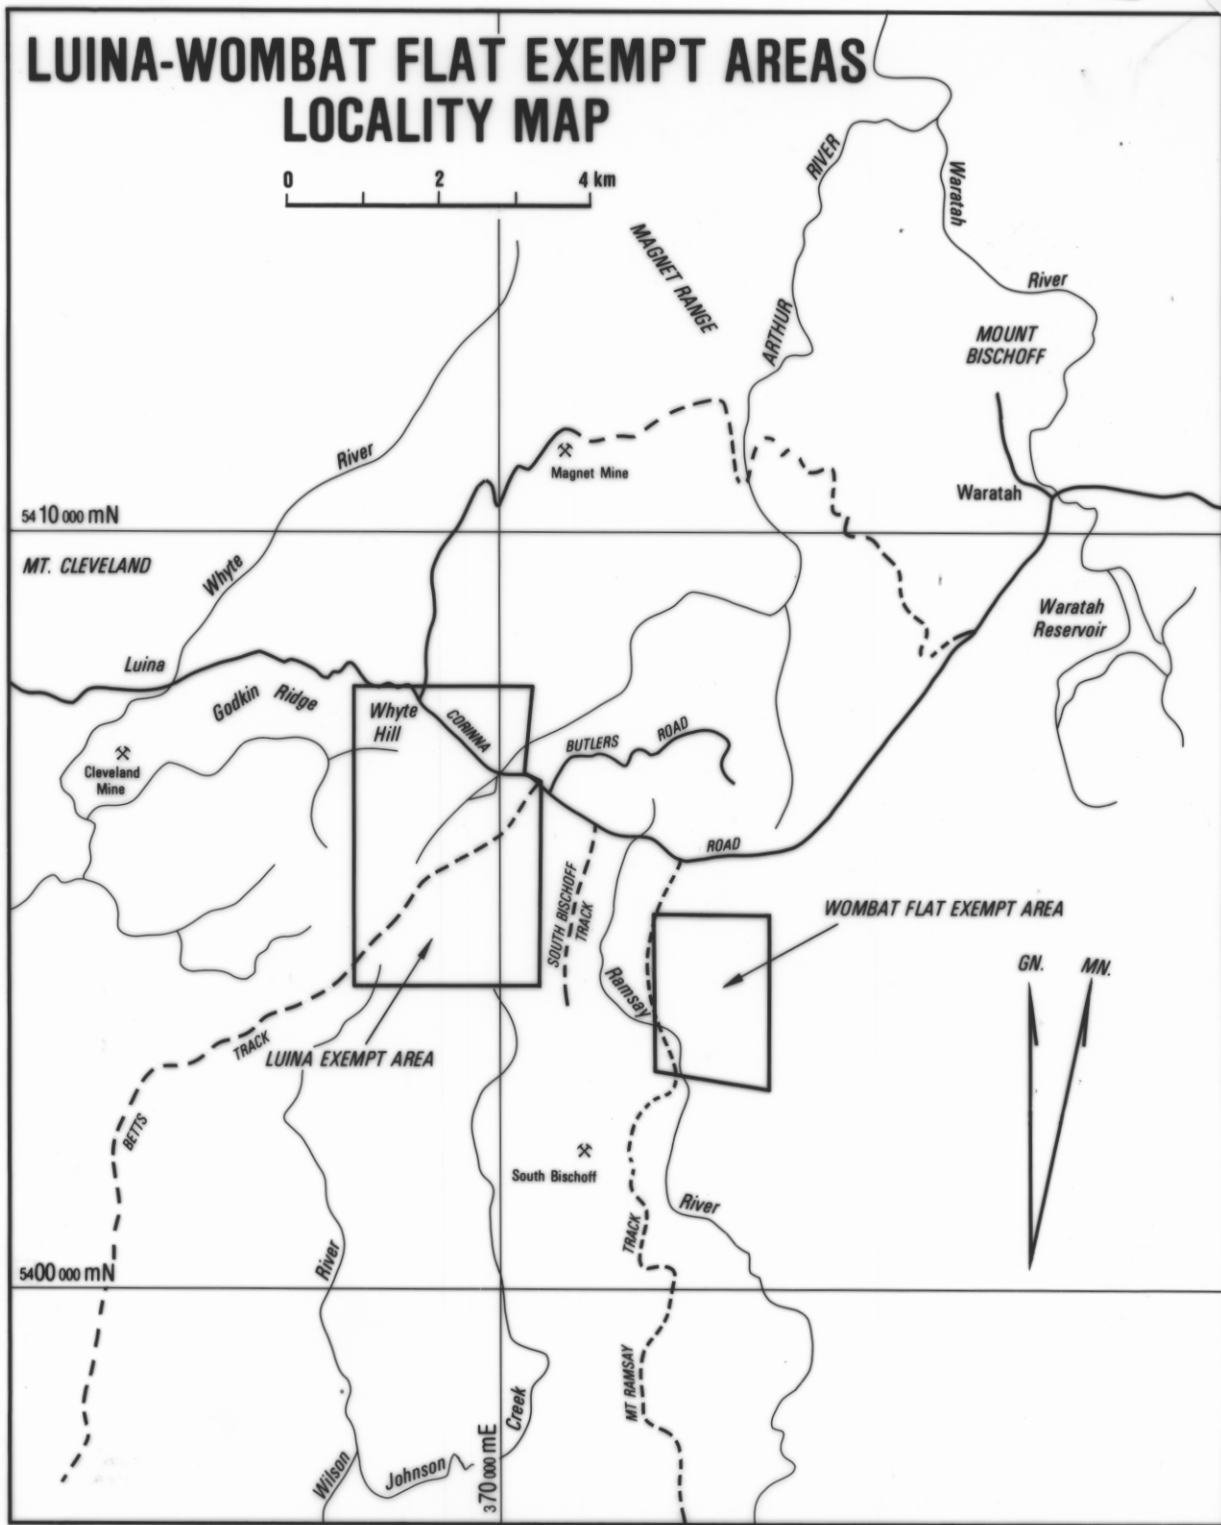 LUINA-WOMBAT FLAT EXEMPT AREAS
LOCALITY MAP
0 2 4 km
RIVER
Waratah
MAGNET RANGE
River
ARTHUR
MOUNT
BISCHOFF
River
Magnet Mine
Waratah
5410 000 mN
MT. CLEVELAND
Whyte
Waratah
Reservoir
Luina
Godkin Ridge
Whyte
Hill
CORINNA
BUTLERS ROAD
Cleveland
Mine
ROAD
SOUTH BISCHOFF
TRACK
WOMBAT FLAT EXEMPT AREA
GN. MN.
Ramsay
TRACK
LUINA EXEMPT AREA
BETTS
South Bischoff
River
TRACK
River
5400 000 mN
MT RAMSAY
Creek
370 000 mE
Wilson
Johnson